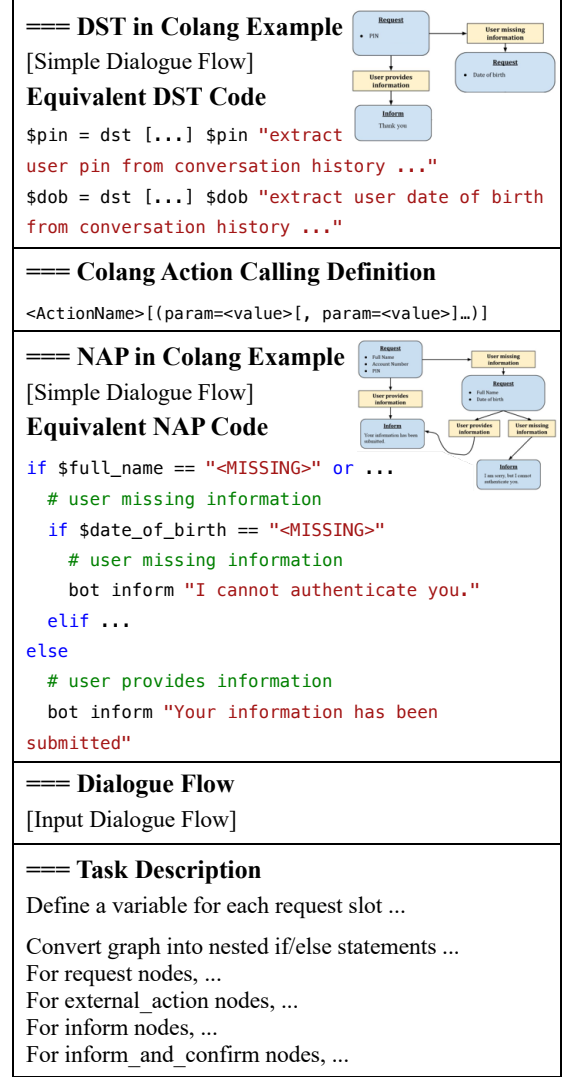 === DST in Colang Example
[Simple Dialogue Flow]
Equivalent DST Code
Request
• PIN
User missing
information
Request
• Date of birth
User provides
information
Inform
Thank you
$pin = dst [...] $pin "extract
user pin from conversation history ..."
$dob = dst [...] $dob "extract user date of birth
from conversation history ..."
=== Colang Action Calling Definition
<ActionName>[(param=<value>[, param=<value>]…)]
=== NAP in Colang Example
[Simple Dialogue Flow]
Equivalent NAP Code
Request
• Full Name
• Account Number
• PIN
User missing
information
Request
• Full Name
• Date of birth
User provides
information
Inform
Your information has been
submitted.
User provides
information
User missing
information
Inform
I am sorry, but I cannot
authenticate you.
if $full_name == "<MISSING>" or ...
# user missing information
if $date_of_birth == "<MISSING>"
# user missing information
bot inform "I cannot authenticate you."
elif ...
else
# user provides information
bot inform "Your information has been
submitted"
=== Dialogue Flow
[Input Dialogue Flow]
=== Task Description
Define a variable for each request slot ...
Convert graph into nested if/else statements ...
For request nodes, ...
For external_action nodes, ...
For inform nodes, ...
For inform_and_confirm nodes, ...